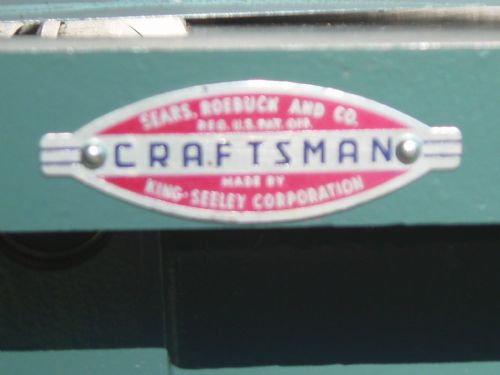 SEARS, ROEBUCK AND CO.
REG. U.S. PAT. OFF.
CRAFTSMAN
MADE BY
KING-SEELEY CORPORATION